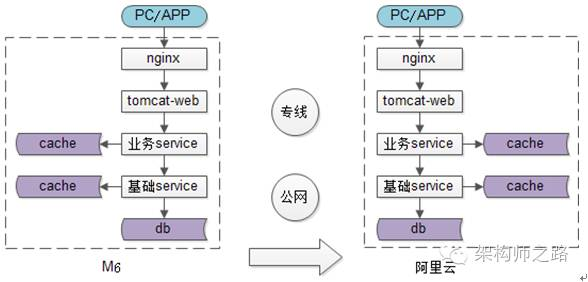 PC/APP
nginx
tomcat-web
cache
业务service
cache
基础service
db
M6
专线
公网
PC/APP
nginx
tomcat-web
业务service
cache
基础service
cache
db
阿里云
架构师之路